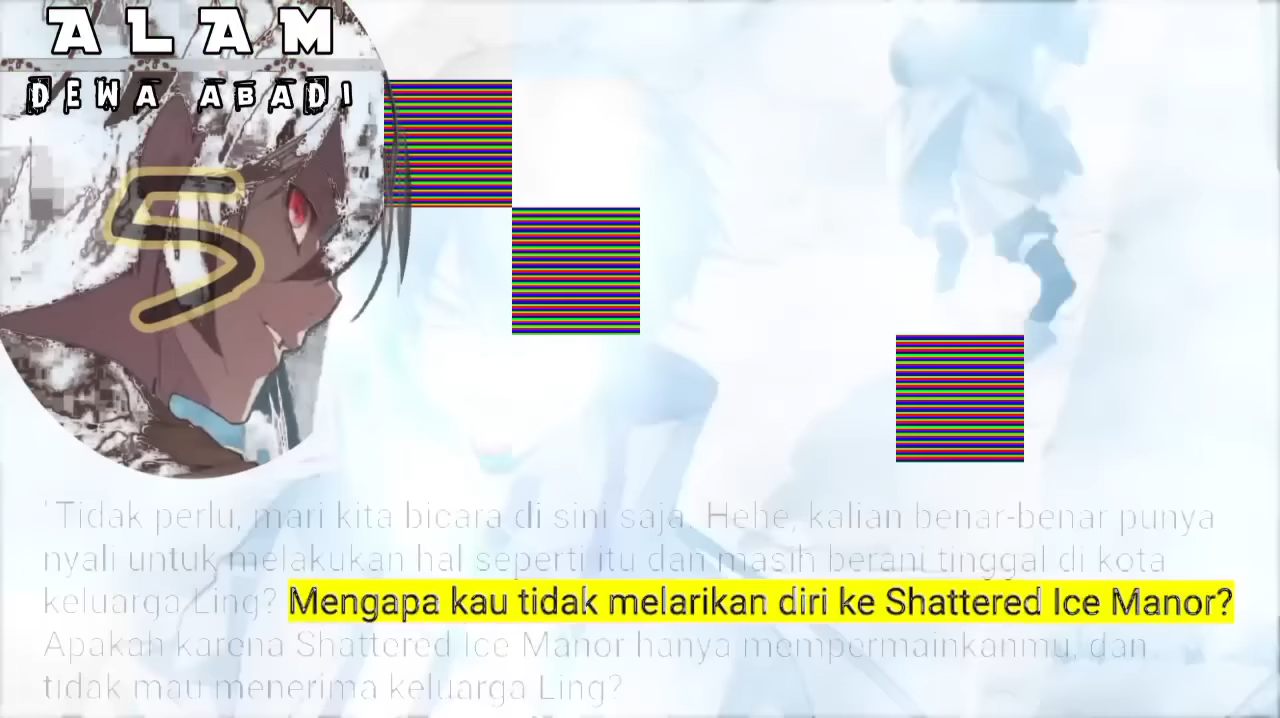 ALAM
DEWA ABADI
5
'Tidak perlu, mari kita bicara di sini saja. Hehe, kalian benar-benar punya
nyali untuk melakukan hal seperti itu dan masih berani tinggal di kota
keluarga Ling? Mengapa kau tidak melarikan diri ke Shattered Ice Manor?
Apakah karena Shattered Ice Manor hanya mempermainkanmu, dan
tidak mau menerima keluarga Ling?